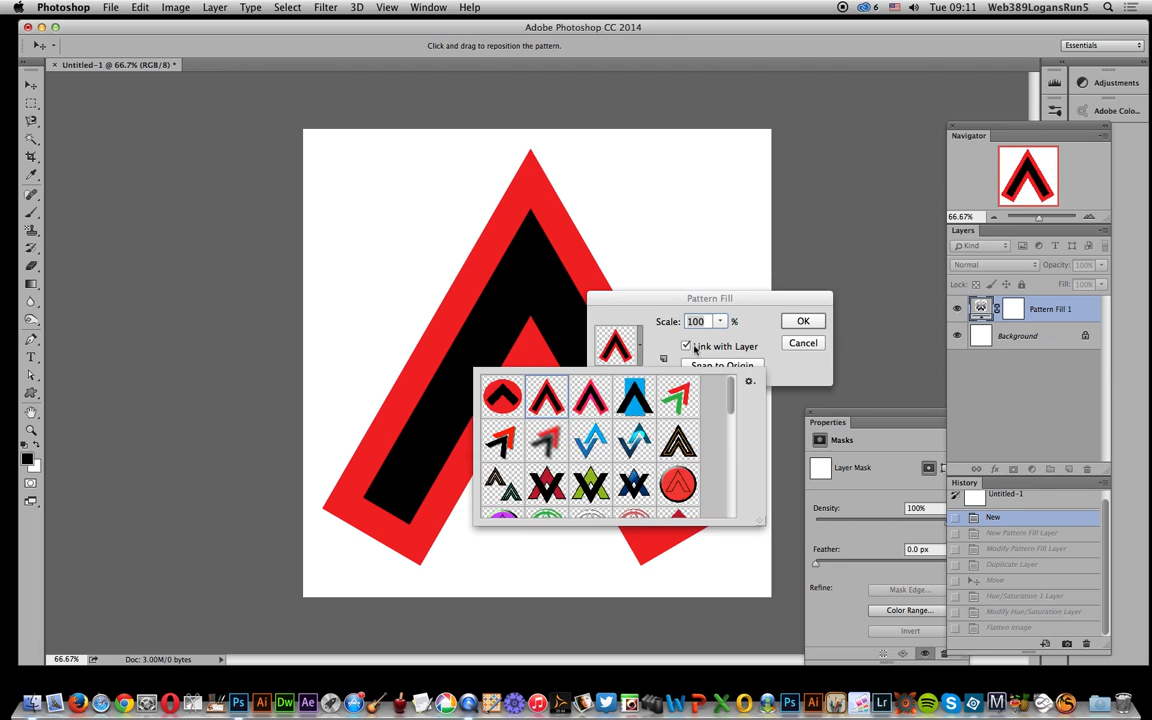 Photoshop File Edit Image Layer Type Select Filter 3D View Window Help 6 Tue 09:11 Web389LogansRun5
Adobe Photoshop CC 2014
Click and drag to reposition the pattern. Essentials
Untitled-1 @ 66.7% (RGB/8) *
Adjustments
Adobe Colo...
Navigator
66.67%
Layers
Kind
Normal Opacity: 100%
Lock: Fill: 100%
Pattern Fill 1
Background
Pattern Fill
Scale: 100 % OK
Link with Layer Cancel
Snap to Origin
Properties
Masks
Layer Mask
Density: 100%
Feather: 0.0 px
Refine: Mask Edge...
Color Range...
Invert
History
Untitled-1
New
New Pattern Fill Layer
Modify Pattern Fill Layer
Duplicate Layer
Move
Hue/Saturation 1 Layer
Modify Hue/Saturation Layer
Flatten Image
66.67% Doc: 3.00M/0 bytes